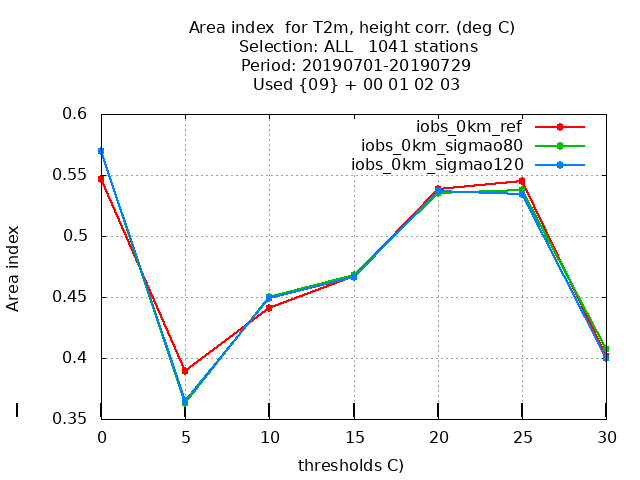 Area index  for T2m, height corr. (deg C)
Selection: ALL   1041 stations
Period: 20190701-20190729
Used {09} + 00 01 02 03
iobs_0km_ref
iobs_0km_sigmao80
iobs_0km_sigmao120
Area index
0.6
0.55
0.5
0.45
0.4
0.35
0 5 10 15 20 25 30
thresholds C)